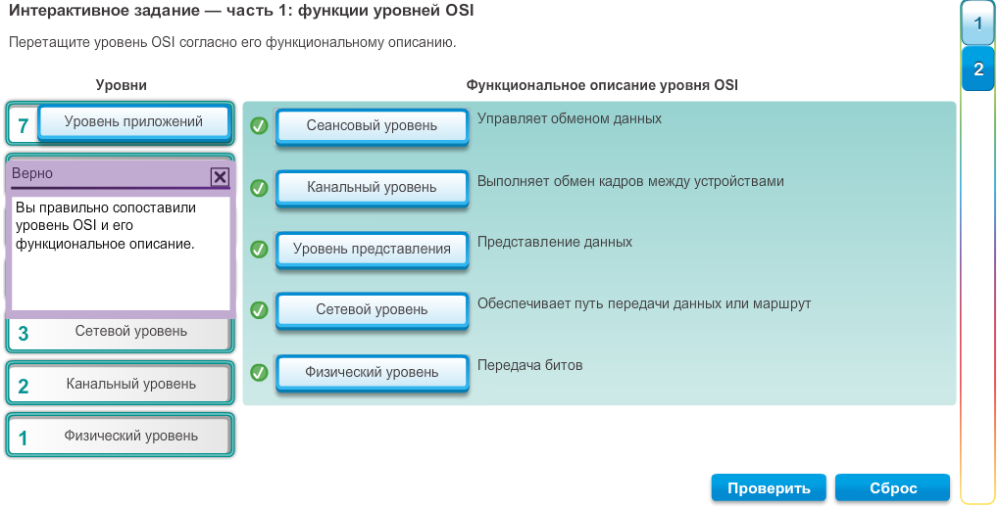 Интерактивное задание — часть 1: функции уровней OSI
Перетащите уровень OSI согласно его функциональному описанию.
1
2
Уровни
Функциональное описание уровня OSI
7 Уровень приложений
Верно
Вы правильно сопоставили
уровень OSI и его
функциональное описание.
3 Сетевой уровень
2 Канальный уровень
1 Физический уровень
Сеансовый уровень Управляет обменом данных
Канальный уровень Выполняет обмен кадров между устройствами
Уровень представления Представление данных
Сетевой уровень Обеспечивает путь передачи данных или маршрут
Физический уровень Передача битов
Проверить
Сброс